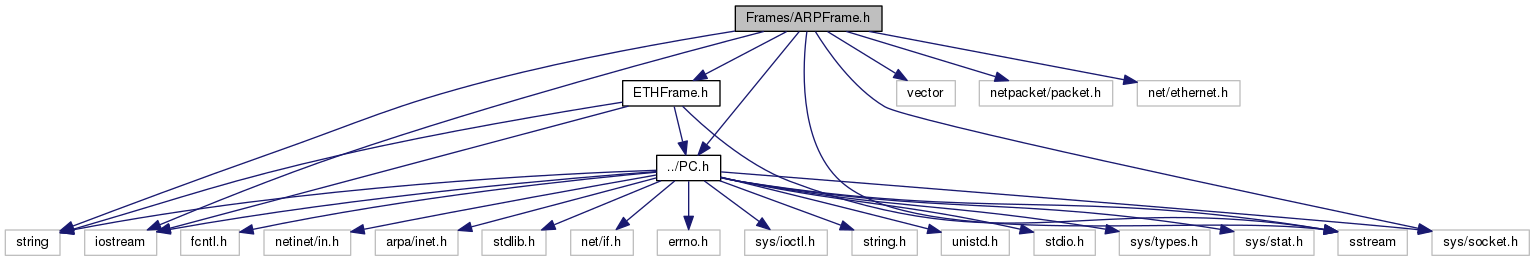 Frames/ARPFrame.h
ETHFrame.h
vector
netpacket/packet.h
net/ethernet.h
../PC.h
string
iostream
fcntl.h
netinet/in.h
arpa/inet.h
stdlib.h
net/if.h
errno.h
sys/ioctl.h
string.h
unistd.h
stdio.h
sys/types.h
sys/stat.h
sstream
sys/socket.h